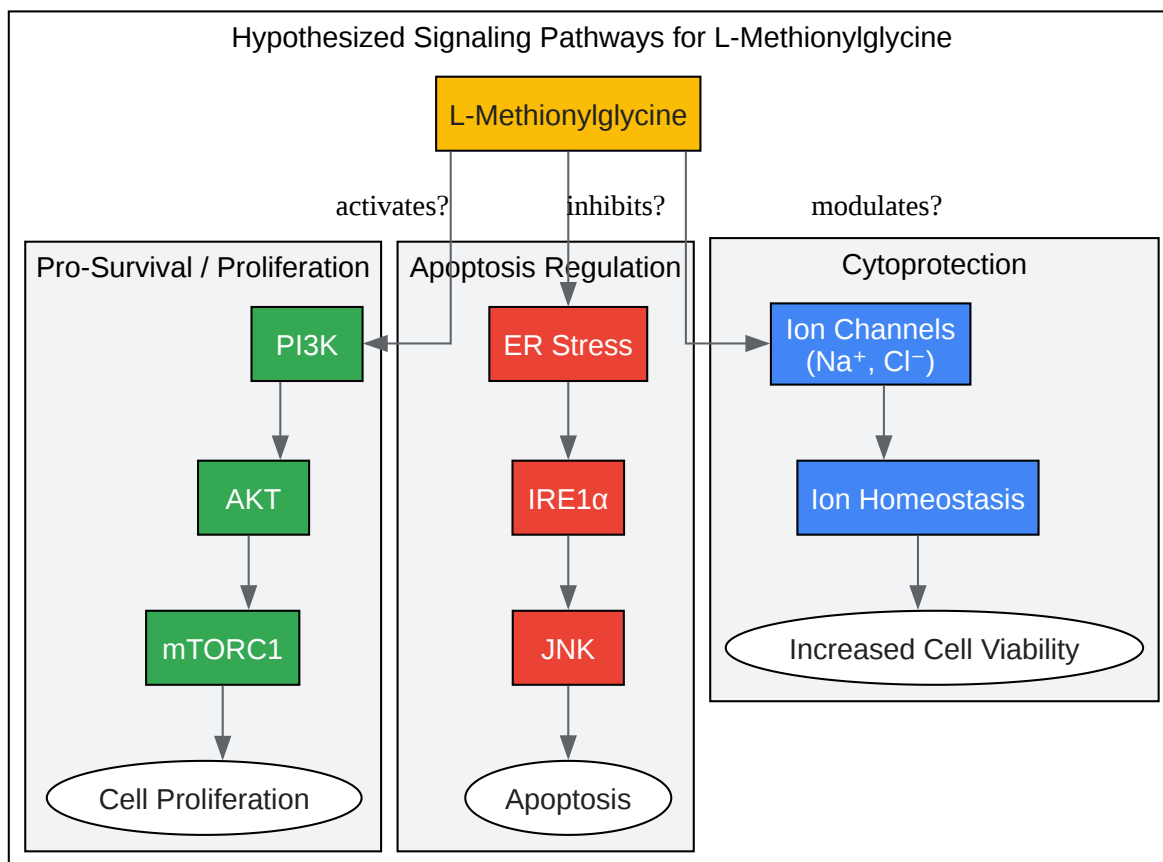 Hypothesized Signaling Pathways for L-Methionylglycine
L-Methionylglycine
activates?
inhibits?
modulates?
Pro-Survival / Proliferation
PI3K
AKT
mTORC1
Cell Proliferation
Apoptosis Regulation
ER Stress
IRE1α
JNK
Apoptosis
Cytoprotection
Ion Channels
(Na⁺, Cl⁻)
Ion Homeostasis
Increased Cell Viability